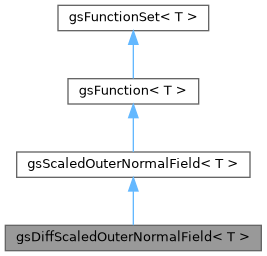 gsFunctionSet< T >
gsFunction< T >
gsScaledOuterNormalField< T >
gsDiffScaledOuterNormalField< T >